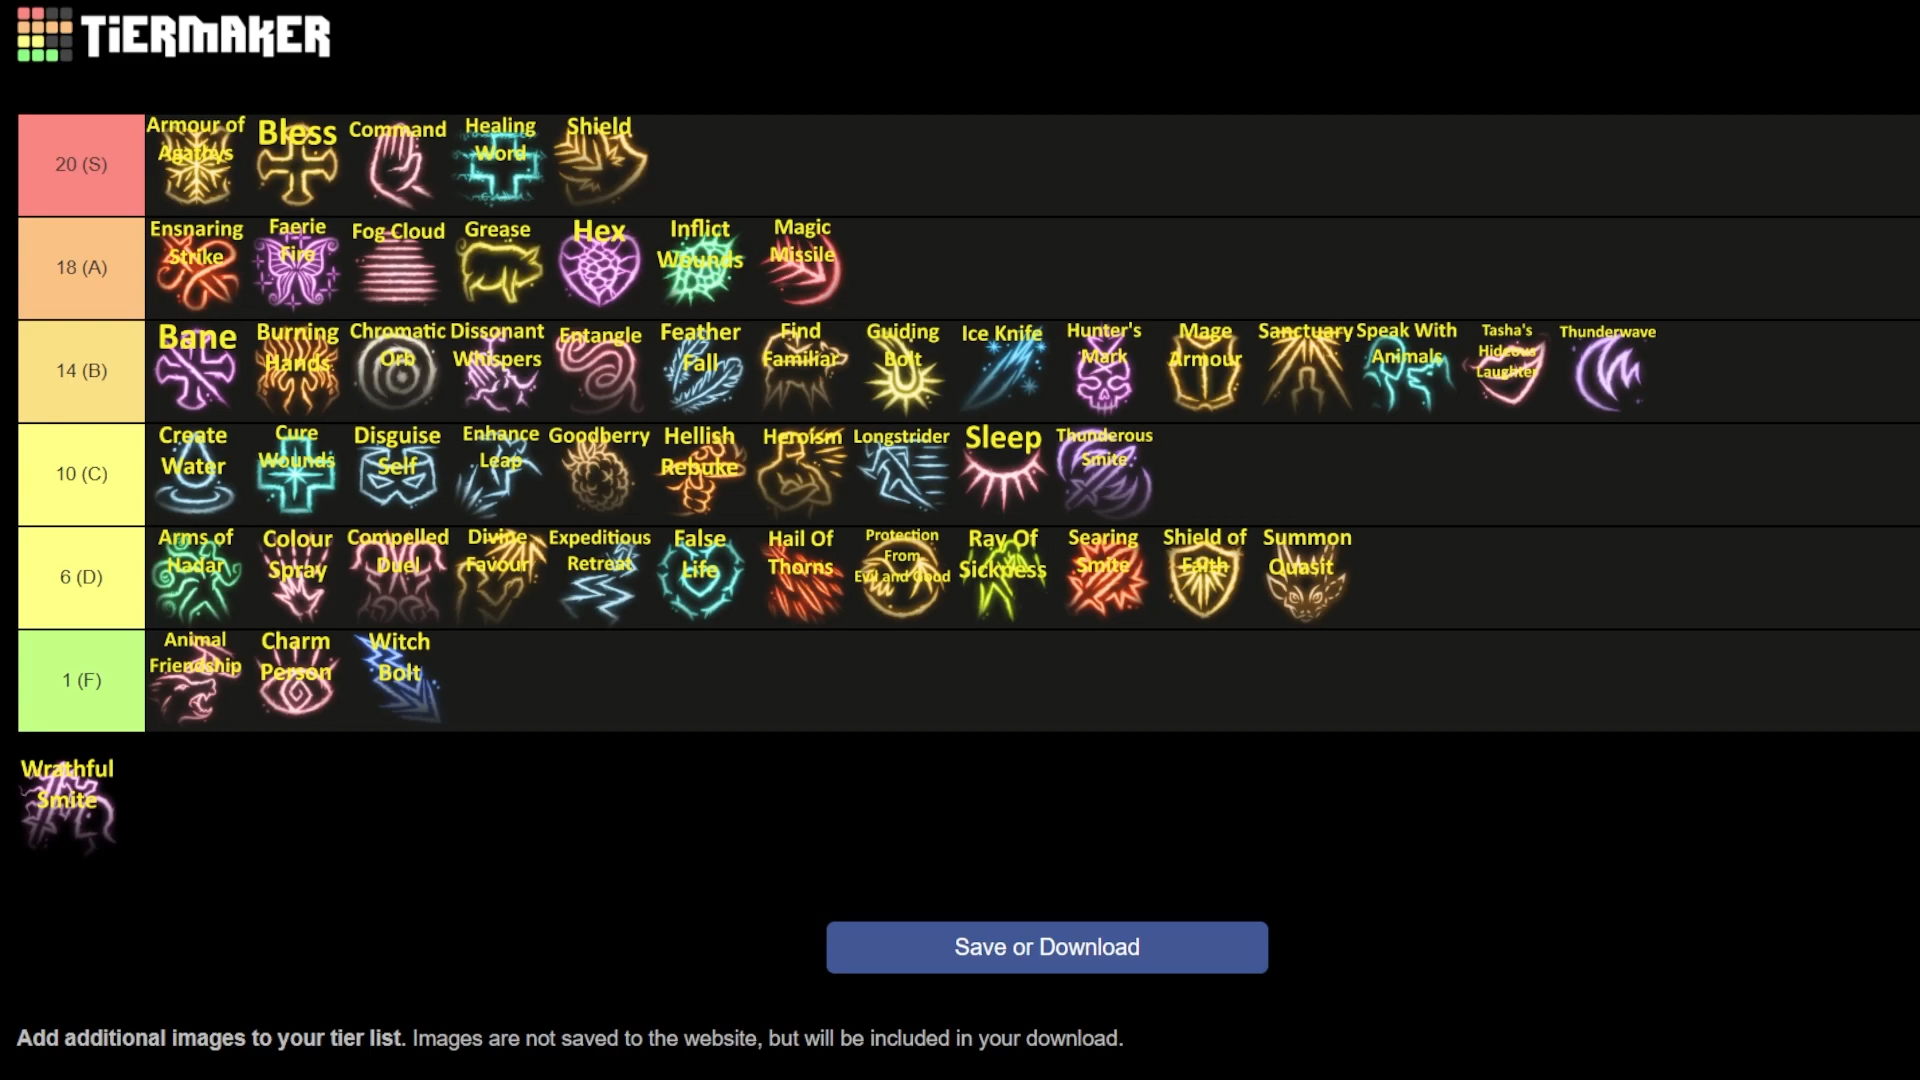 TiERMAKER
20 (S)
Armour of
Agathys
Bless
Command
Healing
Word
Shield
18 (A)
Ensnaring
Strike
Faerie
Fire
Fog Cloud
Grease
Hex
Inflict
Wounds
Magic
Missile
14 (B)
Bane
Burning
Hands
Chromatic
Orb
Dissonant
Whispers
Entangle
Feather
Fall
Find
Familiar
Guiding
Bolt
Ice Knife
Hunter's
Mark
Mage
Armour
Sanctuary
Speak With
Animals
Tasha's
Hideous
Laughter
Thunderwave
10 (C)
Create
Water
Cure
Wounds
Disguise
Self
Enhance
Leap
Goodberry
Hellish
Rebuke
Heroism
Longstrider
Sleep
Thunderous
Smite
6 (D)
Arms of
Hadar
Colour
Spray
Compelled
Duel
Divine
Favour
Expeditious
Retreat
False
Life
Hail Of
Thorns
Protection
From
Evil and Good
Ray Of
Sickness
Searing
Smite
Shield of
Faith
Summon
Quasit
1 (F)
Animal
Friendship
Charm
Person
Witch
Bolt
Wrathful
Smite
Save or Download
Add additional images to your tier list. Images are not saved to the website, but will be included in your download.